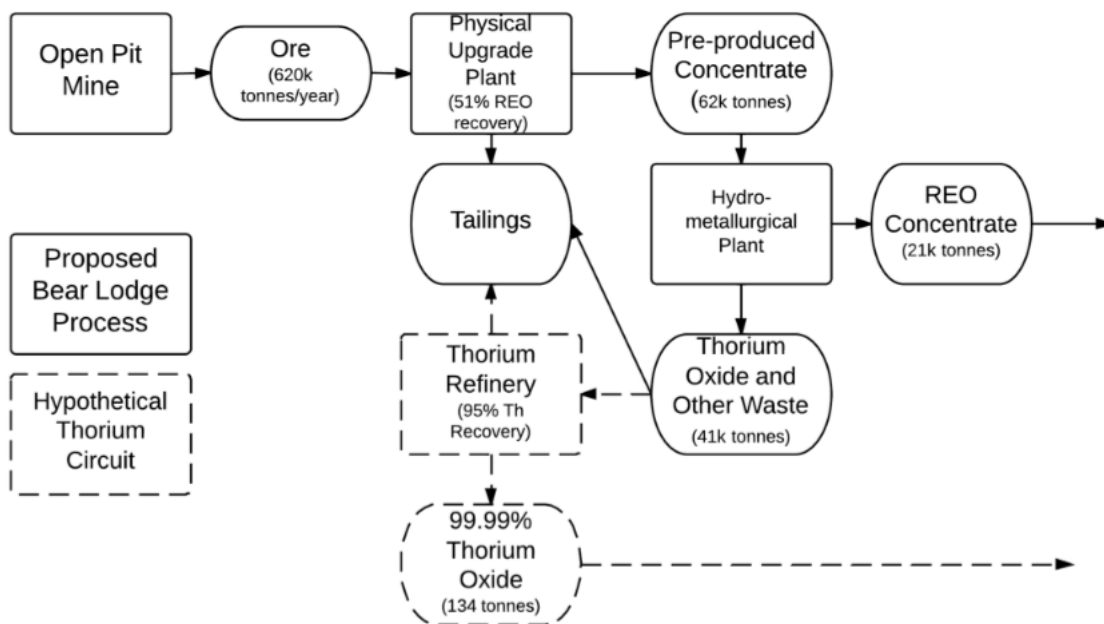 Open Pit
Mine
Ore
(620k
tonnes/year)
Physical
Upgrade
Plant
(51% REO
recovery)
Pre-produced
Concentrate
(62k tonnes)
Tailings
Hydro-
metallurgical
Plant
REO
Concentrate
(21k tonnes)
Proposed
Bear Lodge
Process
Thorium
Refinery
(95% Th
Recovery)
Thorium
Oxide and
Other Waste
(41k tonnes)
Hypothetical
Thorium
Circuit
99.99%
Thorium
Oxide
(134 tonnes)